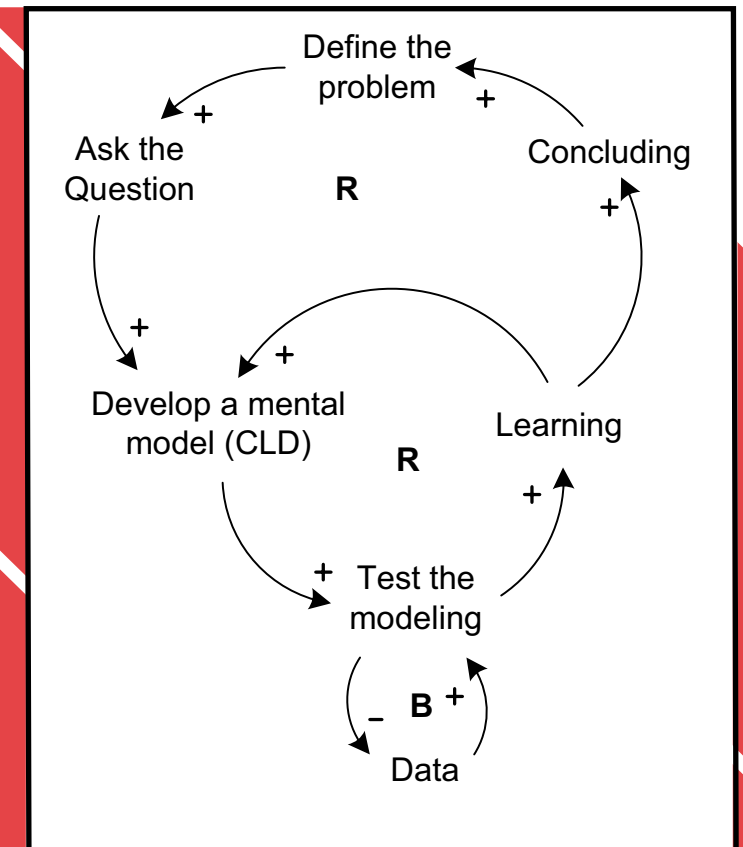 Define the
problem
+
+
Ask the
Question
Concluding
R
+
+
+
Develop a mental
model (CLD)
Learning
R
+
+
Test the
modeling
B
+
−
Data